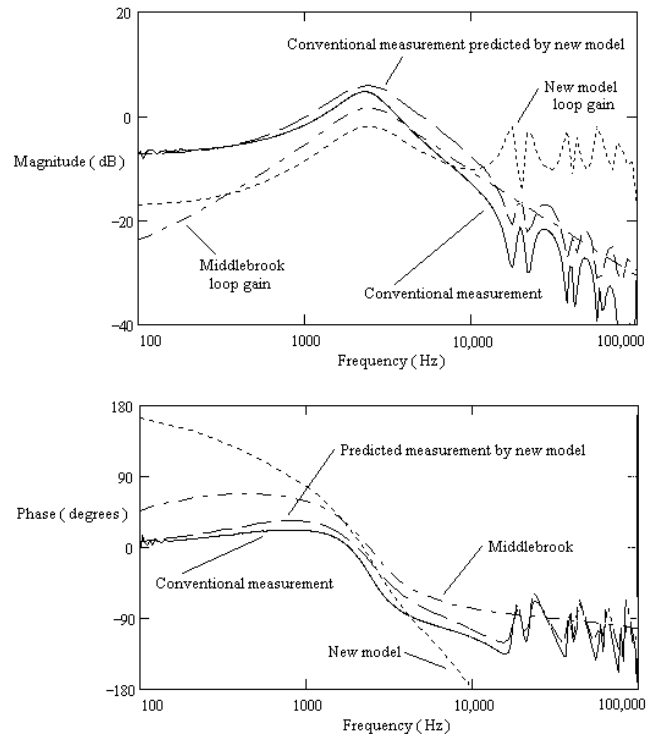 20
Conventional measurement predicted by new model
New model
loop gain
0
Magnitude ( dB)
−20
Middlebrook
loop gain
Conventional measurement
−40
100
1000
10,000
100,000
Frequency ( Hz)
180
Predicted measurement by new model
90
Phase ( degrees)
Middlebrook
0
Conventional measurement
−90
New model
−180
100
1000
10,000
100,000
Frequency ( Hz)